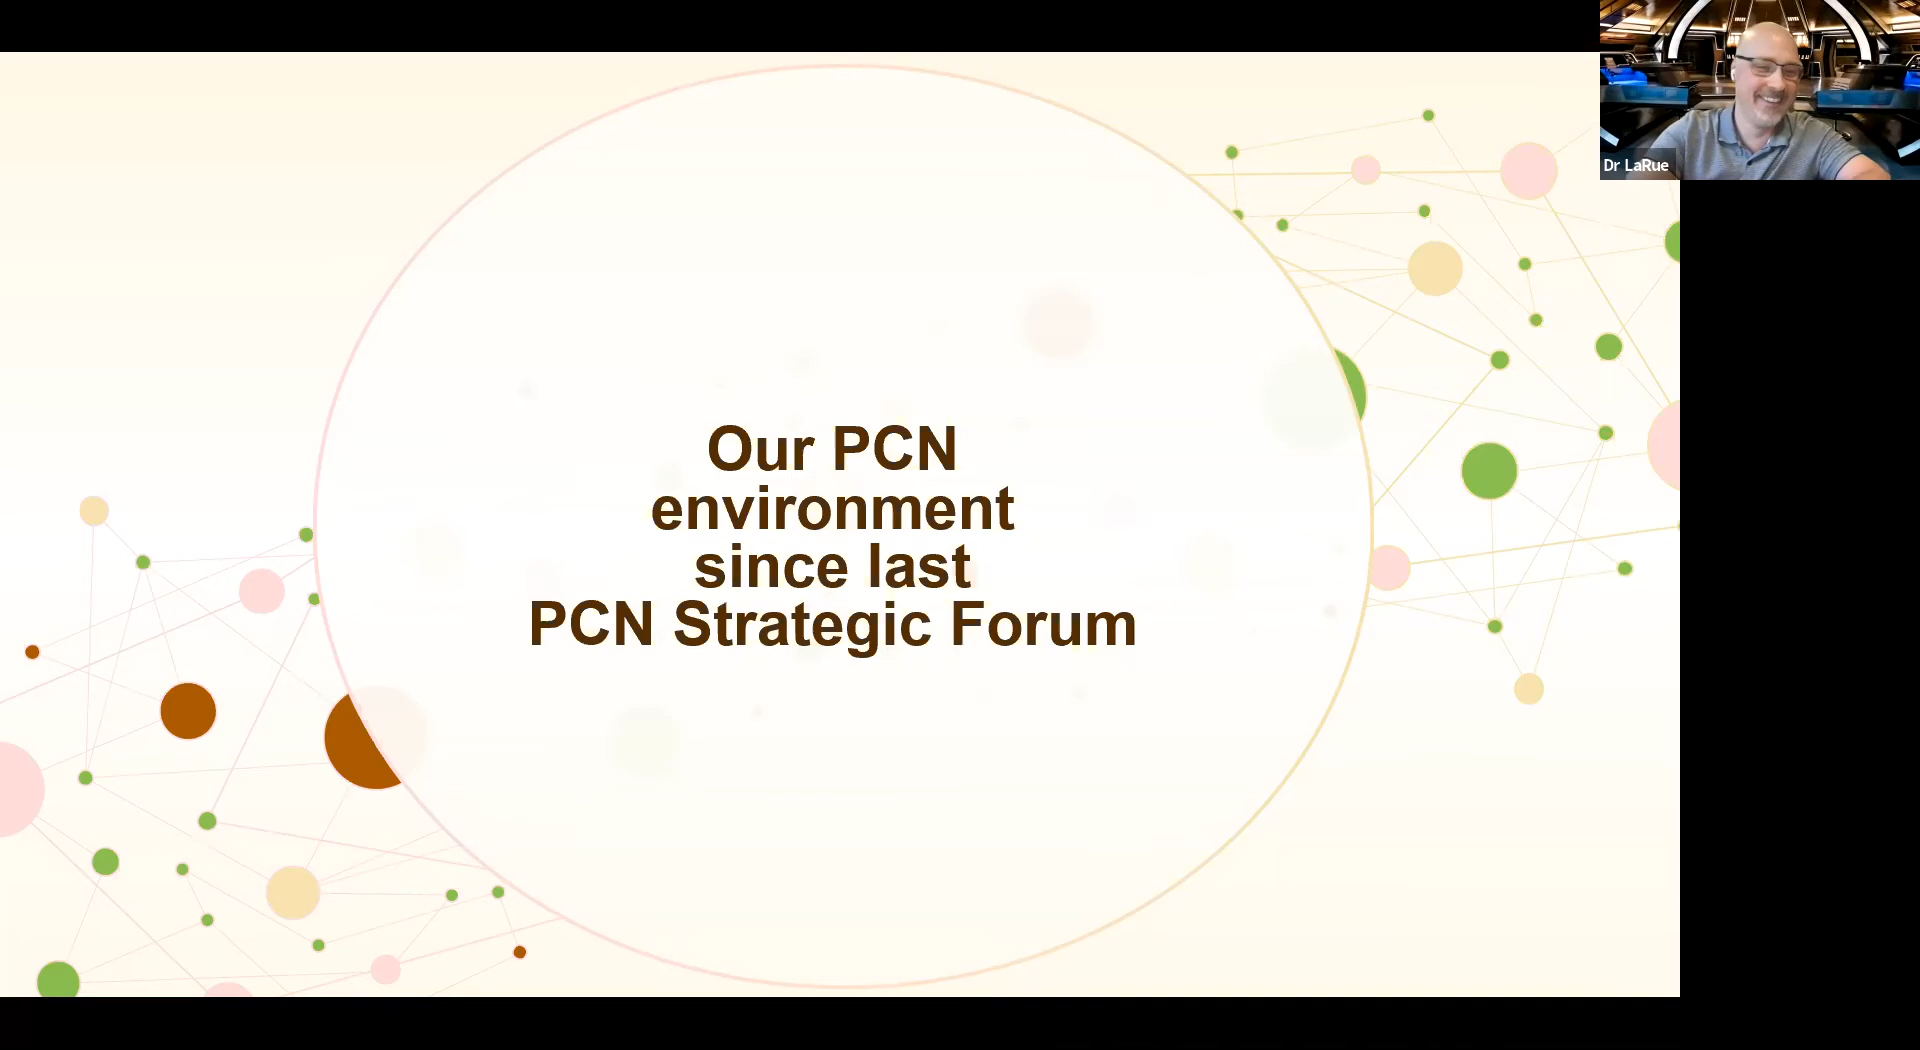 Our PCN
environment
since last
PCN Strategic Forum
Dr LaRue